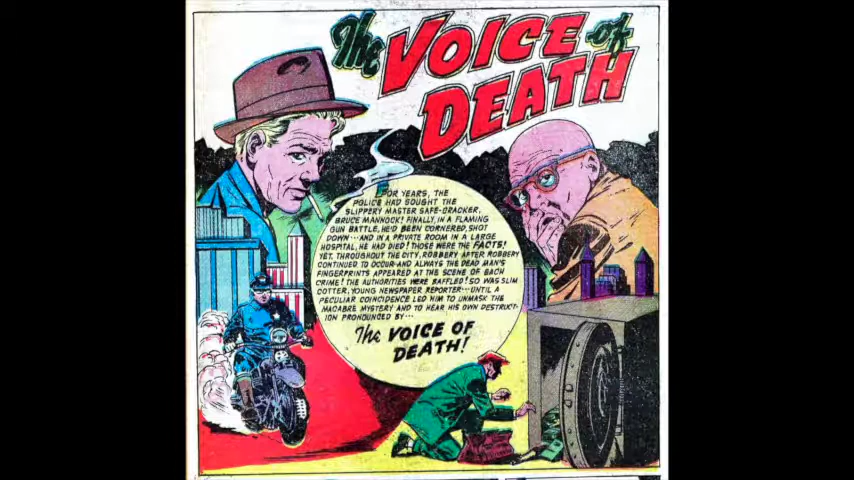 The VOICE of
DEATH
FOR YEARS, THE
POLICE HAD SOUGHT THE
SLIPPERY MASTER SAFE-CRACKER,
BRUCE MANNOCK! FINALLY, IN A FLAMING
GUN BATTLE, HE'D BEEN CORNERED, SHOT
DOWN---AND IN A PRIVATE ROOM IN A LARGE
HOSPITAL, HE HAD DIED! THOSE WERE THE FACTS!
YET, THROUGHOUT THE CITY, ROBBERY AFTER ROBBERY
CONTINUED TO OCCUR-AND ALWAYS THE DEAD MAN'S
FINGERPRINTS APPEARED AT THE SCENE OF EACH
CRIME! THE AUTHORITIES WERE BAFFLED! SO WAS SLIM
COTTER, YOUNG NEWSPAPER REPORTER---UNTIL A
PECULIAR COINCIDENCE LED HIM TO UNMASK THE
MACABRE MYSTERY AND TO HEAR HIS OWN DESTRUCT-
ION PRONOUNCED BY---
The VOICE OF
DEATH!